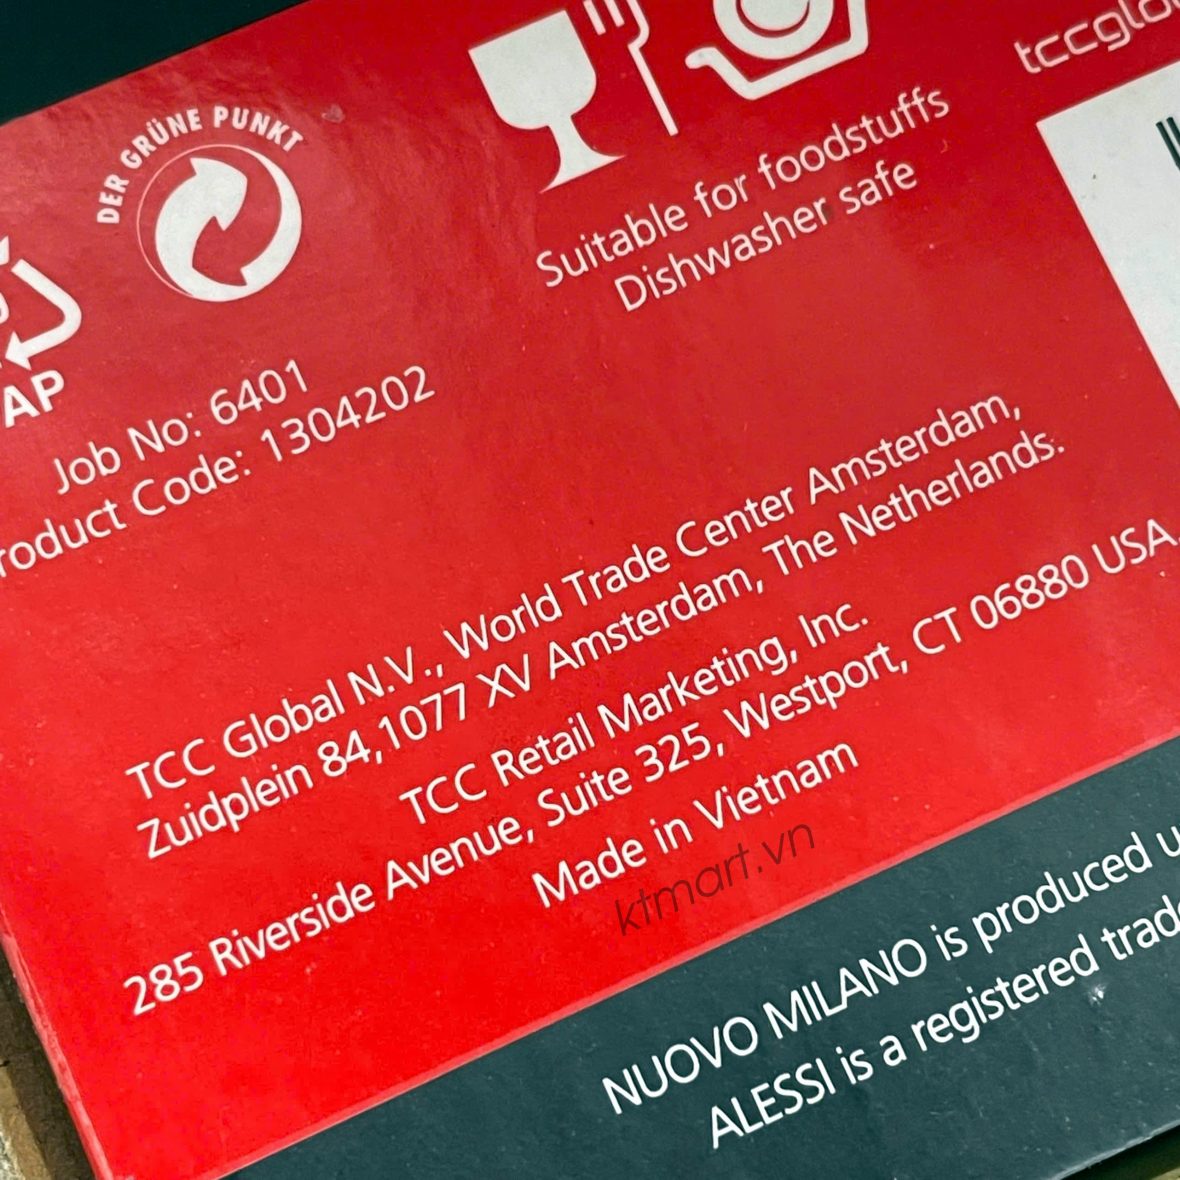 DER GRÜNE PUNKT
tccglo
Suitable for foodstuffs
Dishwasher safe
AP
Job No: 6401
roduct Code: 1304202
TCC Global N.V., World Trade Center Amsterdam,
Zuidplein 84,1077 XV Amsterdam, The Netherlands.
TCC Retail Marketing, Inc.
285 Riverside Avenue, Suite 325, Westport, CT 06880 USA.
Made in Vietnam
ktmart.vn
NUOVO MILANO is produced u
ALESSI is a registered trad